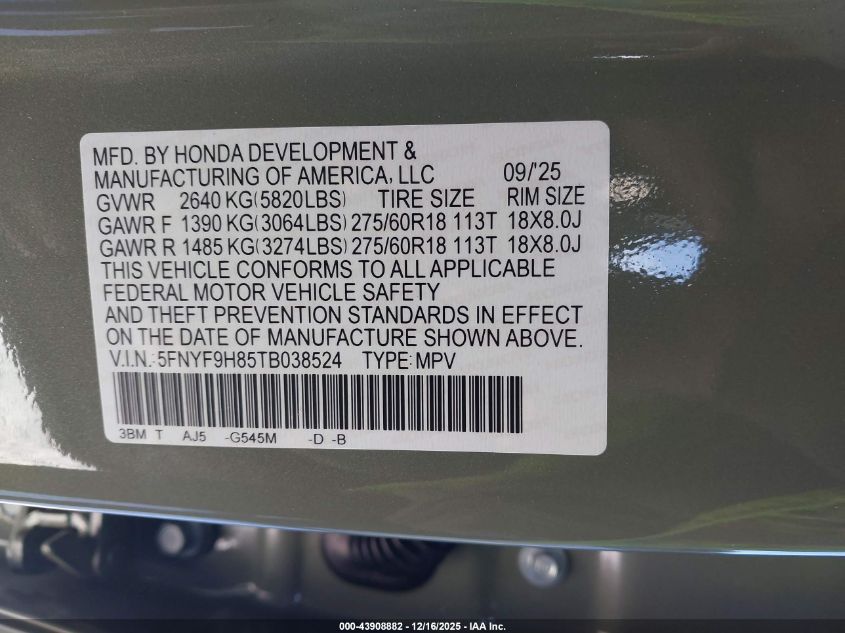 MFD. BY HONDA DEVELOPMENT &
MANUFACTURING OF AMERICA, LLC 09/'25
GVWR 2640 KG(5820LBS) TIRE SIZE RIM SIZE
GAWR F 1390 KG(3064LBS) 275/60R18 113T 18X8.0J
GAWR R 1485 KG(3274LBS) 275/60R18 113T 18X8.0J
THIS VEHICLE CONFORMS TO ALL APPLICABLE
FEDERAL MOTOR VEHICLE SAFETY
AND THEFT PREVENTION STANDARDS IN EFFECT
ON THE DATE OF MANUFACTURE SHOWN ABOVE.
V.I.N.:5FNYF9H85TB038524 TYPE:MPV
3BM T AJ5 -G545M -D -B
000-43908882 - 12/16/2025 - IAA Inc.